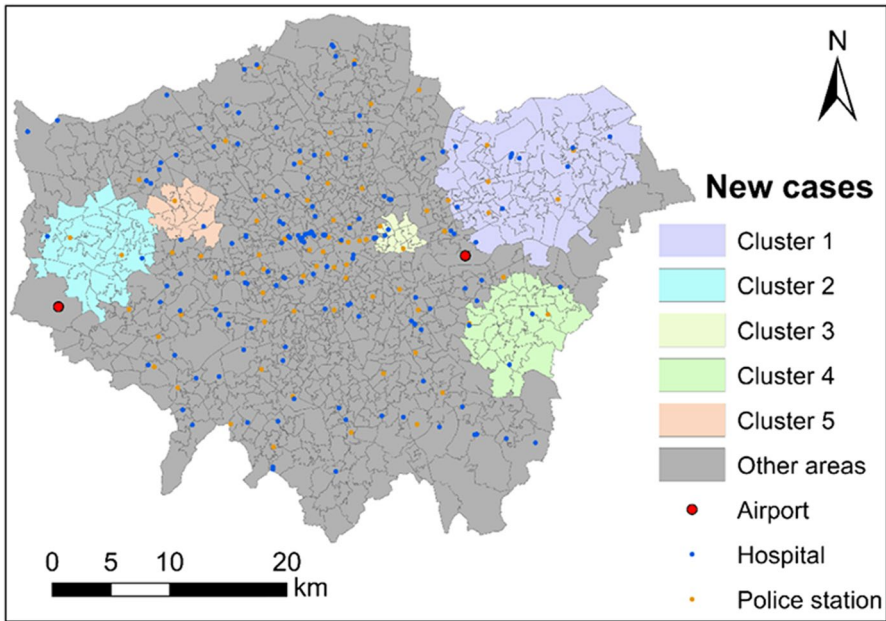 N
New cases
Cluster 1
Cluster 2
Cluster 3
Cluster 4
Cluster 5
Other areas
Airport
Hospital
Police station
0 5 10 20
km